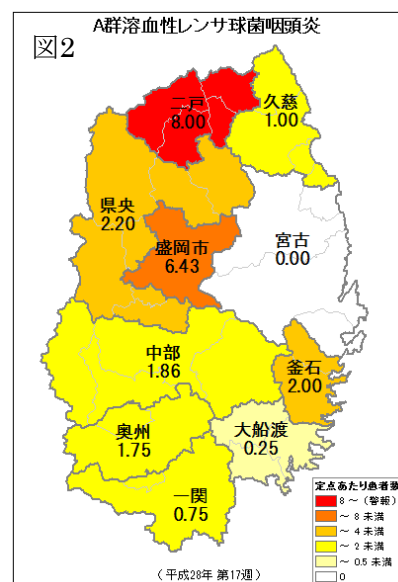 A群溶血性レンサ球菌咽頭炎
図2
二戸
8.00
久慈
1.00
県央
2.20
盛岡市
6.43
宮古
0.00
中部
1.86
釜石
2.00
奥州
1.75
大船渡
0.25
一関
0.75
定点あたり患者数
8 ～ (警報)
～ 8 未満
～ 4 未満
～ 2 未満
～ 0.5 未満
0
(平成28年 第17週)